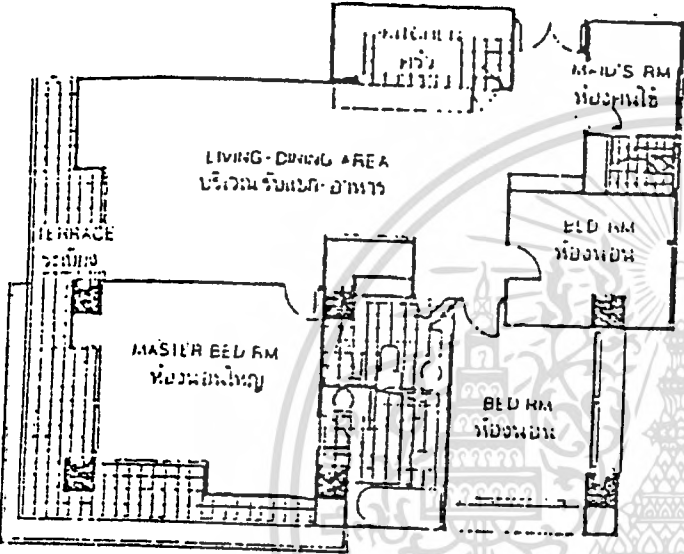 KITCHEN
ครัว
MAID'S RM
ห้องคนใช้
LIVING-DINING AREA
บริเวณรับแขก-อาหาร
BED RM
ห้องนอน
TERRACE
ระเบียง
MASTER BED RM
ห้องนอนใหญ่
BED RM
ห้องนอน